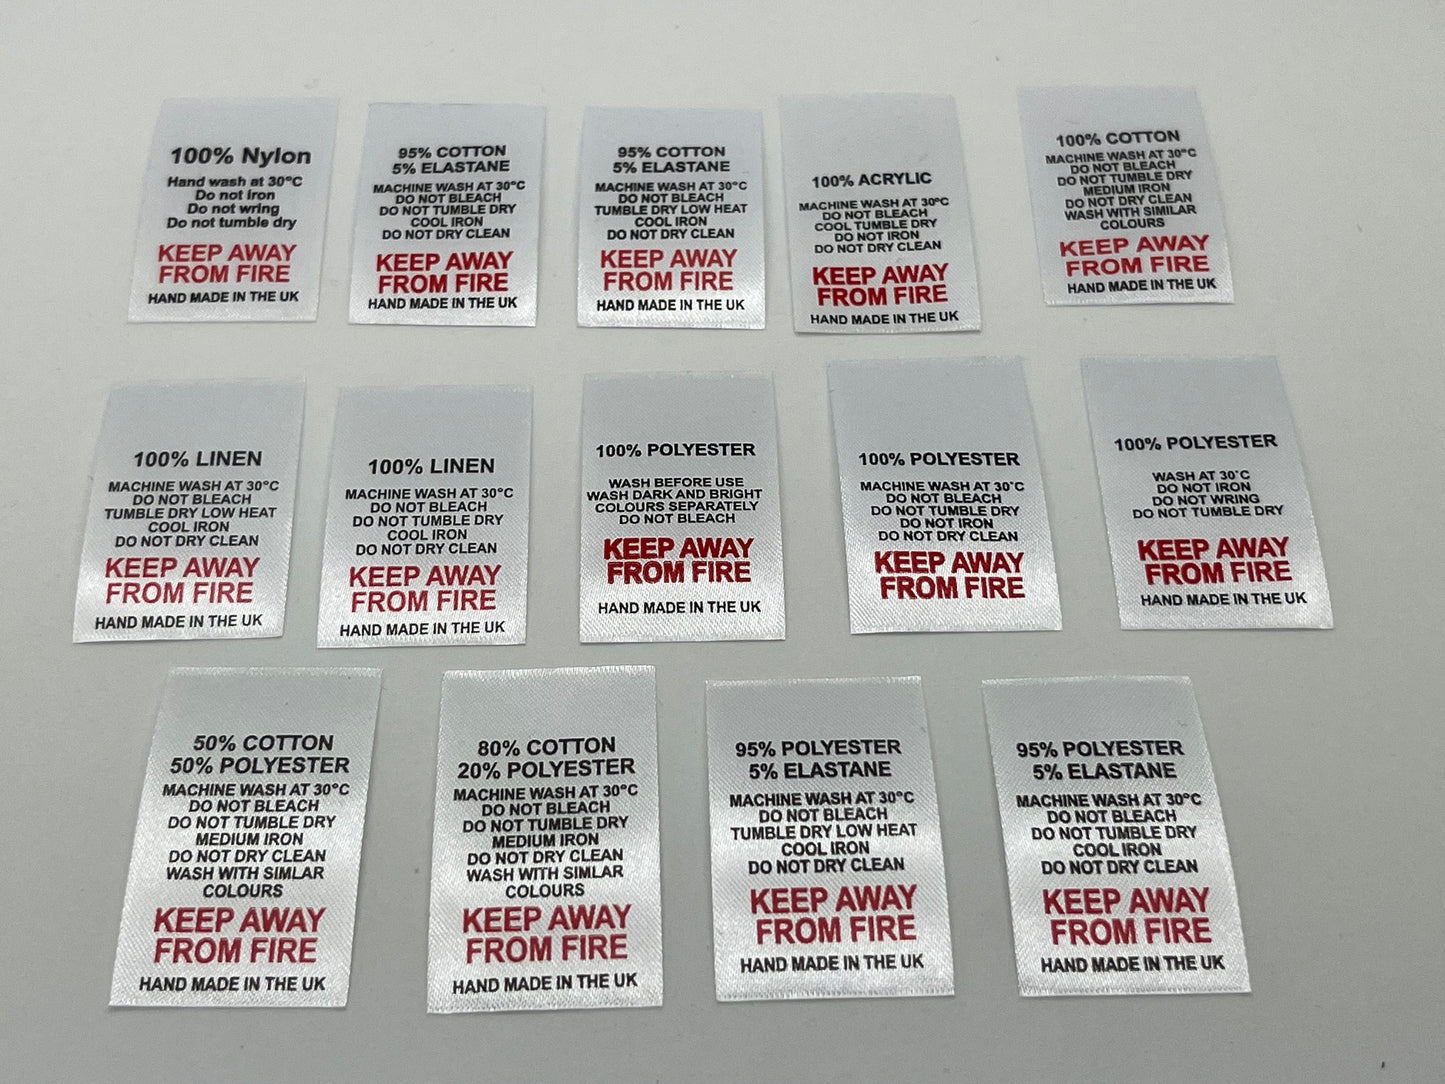 100% Nylon
Hand wash at 30°C
Do not iron
Do not wring
Do not tumble dry
KEEP AWAY
FROM FIRE
HAND MADE IN THE UK
95% COTTON
5% ELASTANE
MACHINE WASH AT 30°C
DO NOT BLEACH
DO NOT TUMBLE DRY
COOL IRON
DO NOT DRY CLEAN
KEEP AWAY
FROM FIRE
HAND MADE IN THE UK
95% COTTON
5% ELASTANE
MACHINE WASH AT 30°C
DO NOT BLEACH
TUMBLE DRY LOW HEAT
COOL IRON
DO NOT DRY CLEAN
KEEP AWAY
FROM FIRE
HAND MADE IN THE UK
100% ACRYLIC
MACHINE WASH AT 30°C
DO NOT BLEACH
COOL TUMBLE DRY
DO NOT IRON
DO NOT DRY CLEAN
KEEP AWAY
FROM FIRE
HAND MADE IN THE UK
100% COTTON
MACHINE WASH AT 30°C
DO NOT BLEACH
DO NOT TUMBLE DRY
MEDIUM IRON
DO NOT DRY CLEAN
WASH WITH SIMILAR
COLOURS
KEEP AWAY
FROM FIRE
HAND MADE IN THE UK
100% LINEN
MACHINE WASH AT 30°C
DO NOT BLEACH
TUMBLE DRY LOW HEAT
COOL IRON
DO NOT DRY CLEAN
KEEP AWAY
FROM FIRE
HAND MADE IN THE UK
100% LINEN
MACHINE WASH AT 30°C
DO NOT BLEACH
DO NOT TUMBLE DRY
COOL IRON
DO NOT DRY CLEAN
KEEP AWAY
FROM FIRE
HAND MADE IN THE UK
100% POLYESTER
WASH BEFORE USE
WASH DARK AND BRIGHT
COLOURS SEPARATELY
DO NOT BLEACH
KEEP AWAY
FROM FIRE
HAND MADE IN THE UK
100% POLYESTER
MACHINE WASH AT 30°C
DO NOT BLEACH
DO NOT TUMBLE DRY
DO NOT IRON
DO NOT DRY CLEAN
KEEP AWAY
FROM FIRE
100% POLYESTER
WASH AT 30°C
DO NOT IRON
DO NOT WRING
DO NOT TUMBLE DRY
KEEP AWAY
FROM FIRE
HAND MADE IN THE UK
50% COTTON
50% POLYESTER
MACHINE WASH AT 30°C
DO NOT BLEACH
DO NOT TUMBLE DRY
MEDIUM IRON
DO NOT DRY CLEAN
WASH WITH SIMLAR
COLOURS
KEEP AWAY
FROM FIRE
HAND MADE IN THE UK
80% COTTON
20% POLYESTER
MACHINE WASH AT 30°C
DO NOT BLEACH
DO NOT TUMBLE DRY
MEDIUM IRON
DO NOT DRY CLEAN
WASH WITH SIMLAR
COLOURS
KEEP AWAY
FROM FIRE
HAND MADE IN THE UK
95% POLYESTER
5% ELASTANE
MACHINE WASH AT 30°C
DO NOT BLEACH
TUMBLE DRY LOW HEAT
COOL IRON
DO NOT DRY CLEAN
KEEP AWAY
FROM FIRE
HAND MADE IN THE UK
95% POLYESTER
5% ELASTANE
MACHINE WASH AT 30°C
DO NOT BLEACH
DO NOT TUMBLE DRY
COOL IRON
DO NOT DRY CLEAN
KEEP AWAY
FROM FIRE
HAND MADE IN THE UK